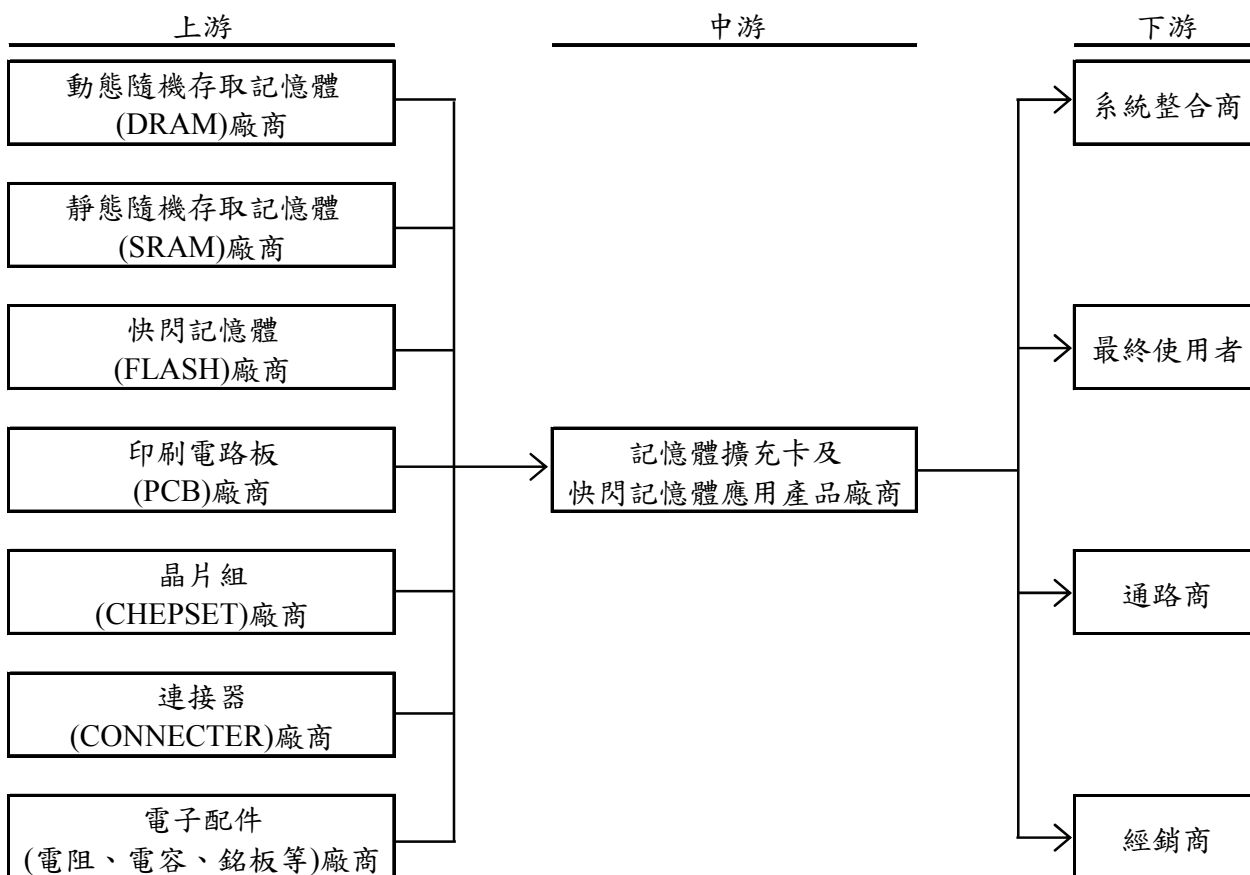 上游
中游
下游
動態隨機存取記憶體
(DRAM)廠商
靜態隨機存取記憶體
(SRAM)廠商
快閃記憶體
(FLASH)廠商
印刷電路板
(PCB)廠商
晶片組
(CHEPSET)廠商
連接器
(CONNECTER)廠商
電子配件
(電阻、電容、銘板等)廠商
記憶體擴充卡及
快閃記憶體應用產品廠商
系統整合商
最終使用者
通路商
經銷商